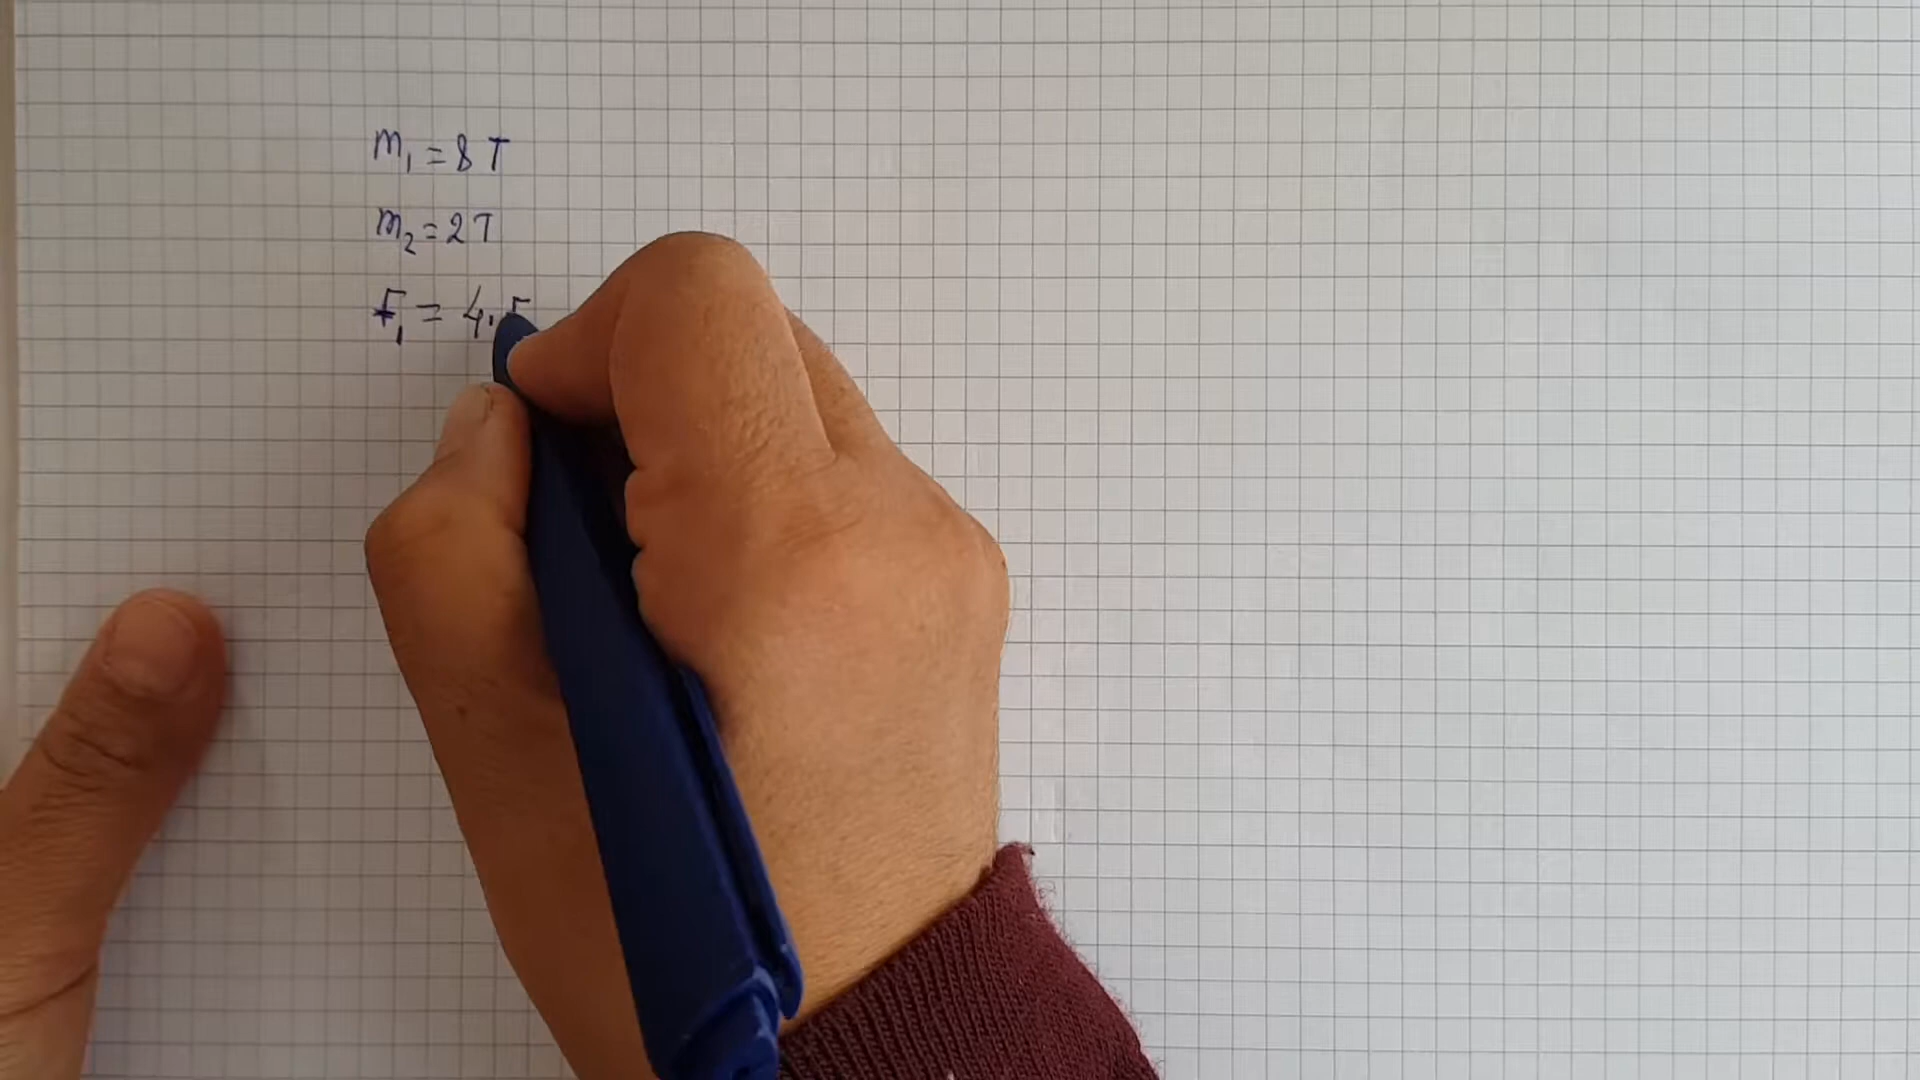 m₁ = 8 T
m₂ = 2 T
F₁ = 4.5